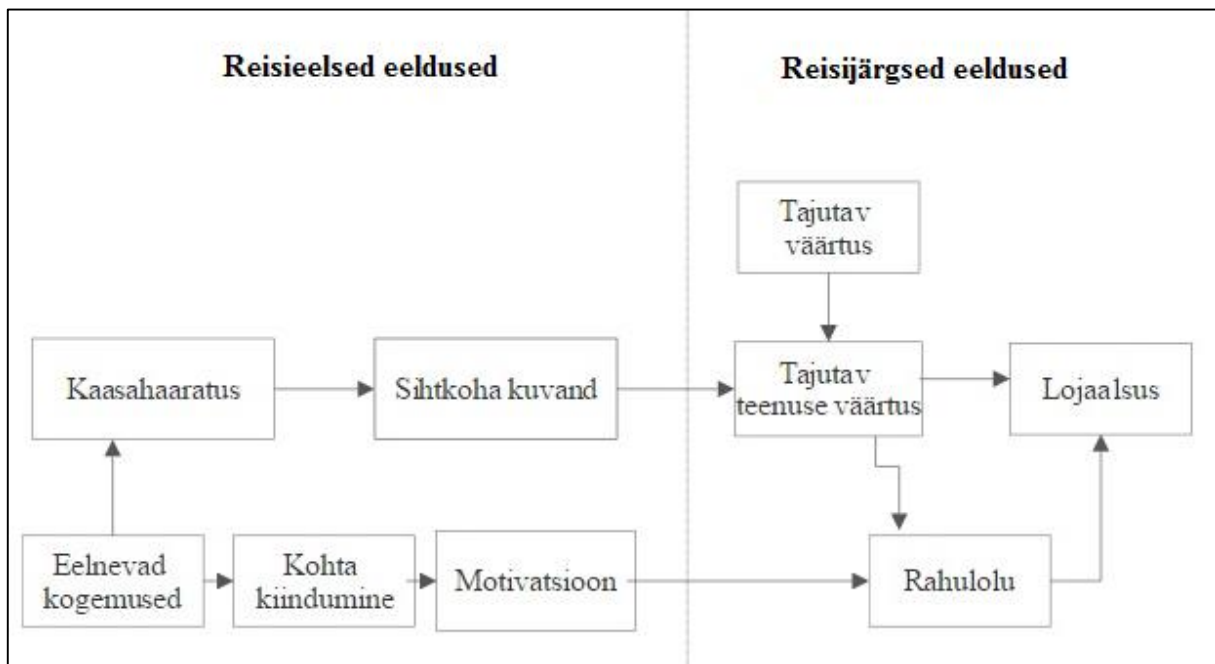 Reisieelsed eeldused
Reisijärgsed eeldused
Tajutav
väärtus
Kaasahaaratus
Sihtkoha kuvand
Tajutav
teenuse väärtus
Lojaalsus
Eelnevad
kogemused
Kohta
kiindumine
Motivatsioon
Rahulolu